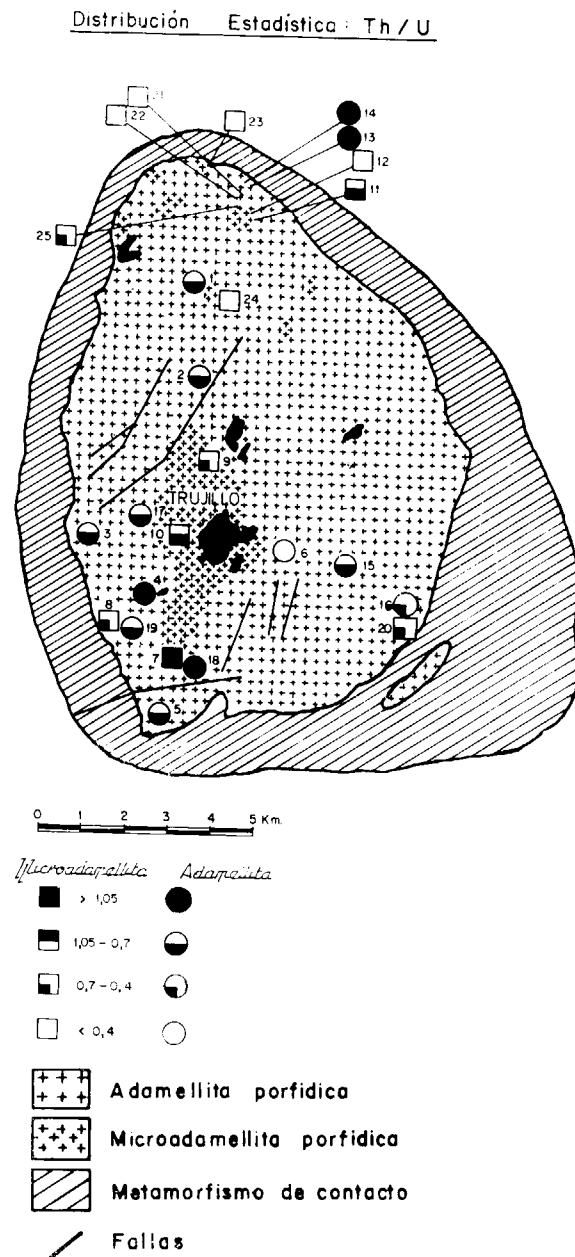 Distribución Estadística : Th / U
21
22
23
14
13
12
11
25
1
24
2
9
TRUJILLO
17
3
10
6
15
4
16
8
19
20
7
18
5
0 1 2 3 4 5 Km.
Microadamellita Adamellita
> 1,05
1,05 - 0,7
0,7 - 0,4
< 0,4
Adamellita porfidica
Microadamellita porfidica
Metamorfismo de contacto
Fallas